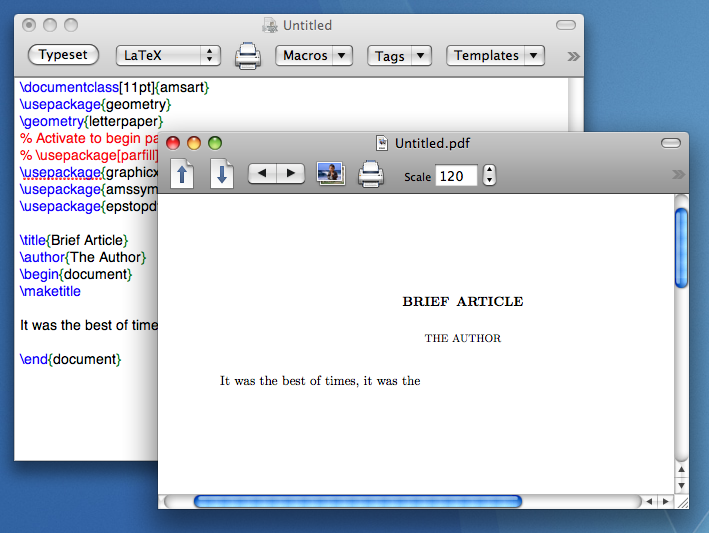 Untitled
Typeset LaTeX Macros Tags Templates »
\documentclass[11pt]{amsart}
\usepackage{geometry}
\geometry{letterpaper}
% Activate to begin pa
% \usepackage[parfill]
\usepackage{graphicx
\usepackage{amssym
\usepackage{epstopd
\title{Brief Article}
\author{The Author}
\begin{document}
\maketitle
It was the best of time
\end{document}
Untitled.pdf
Scale 120 »
BRIEF ARTICLE
THE AUTHOR
It was the best of times, it was the